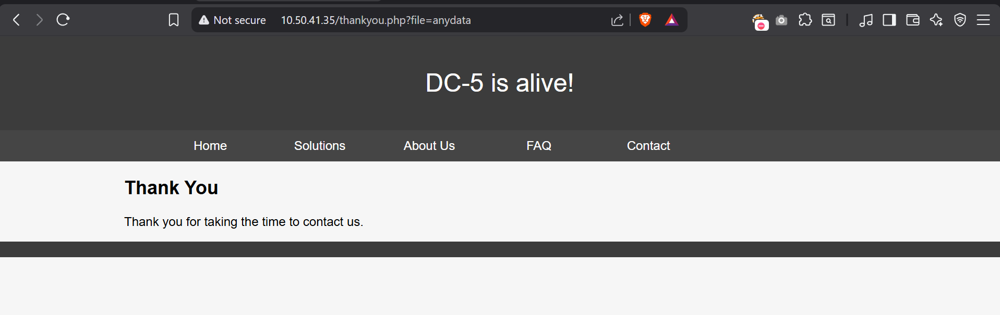 Not secure 10.50.41.35/thankyou.php?file=anydata
DC-5 is alive!
Home Solutions About Us FAQ Contact
Thank You
Thank you for taking the time to contact us.